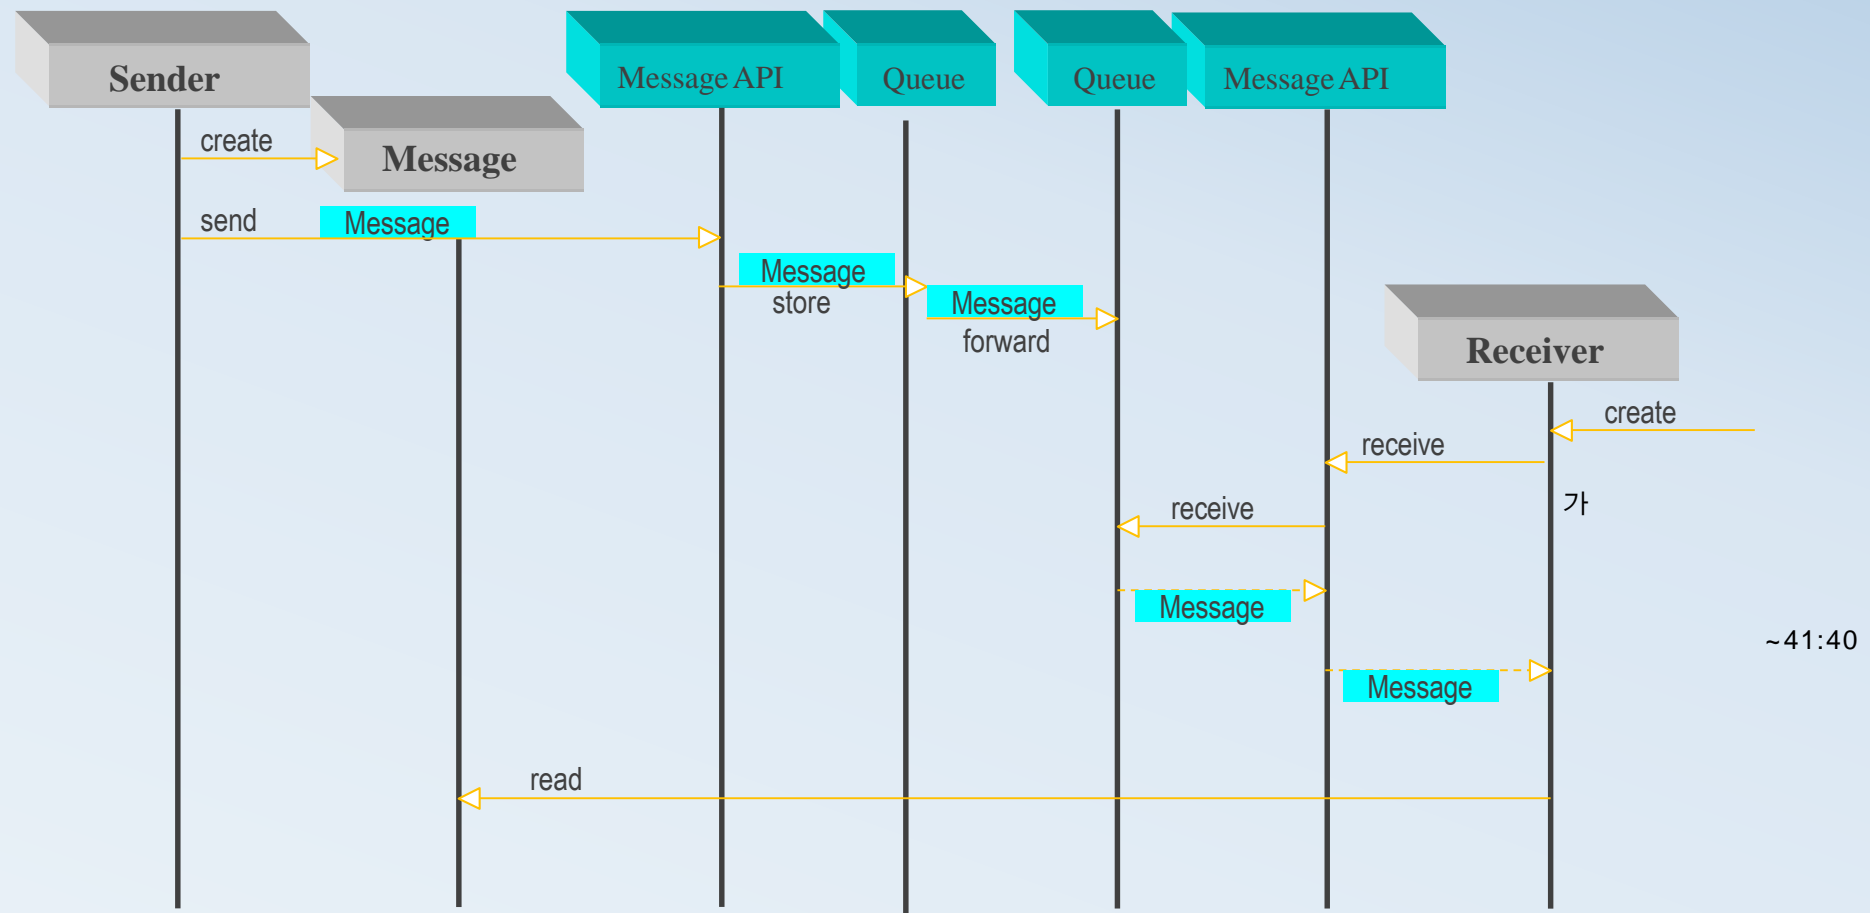 Sender
Message API
Queue
Queue
Message API
create
Message
send
Message
Message
store
Message
forward
Receiver
create
receive
가
receive
Message
~41:40
Message
read